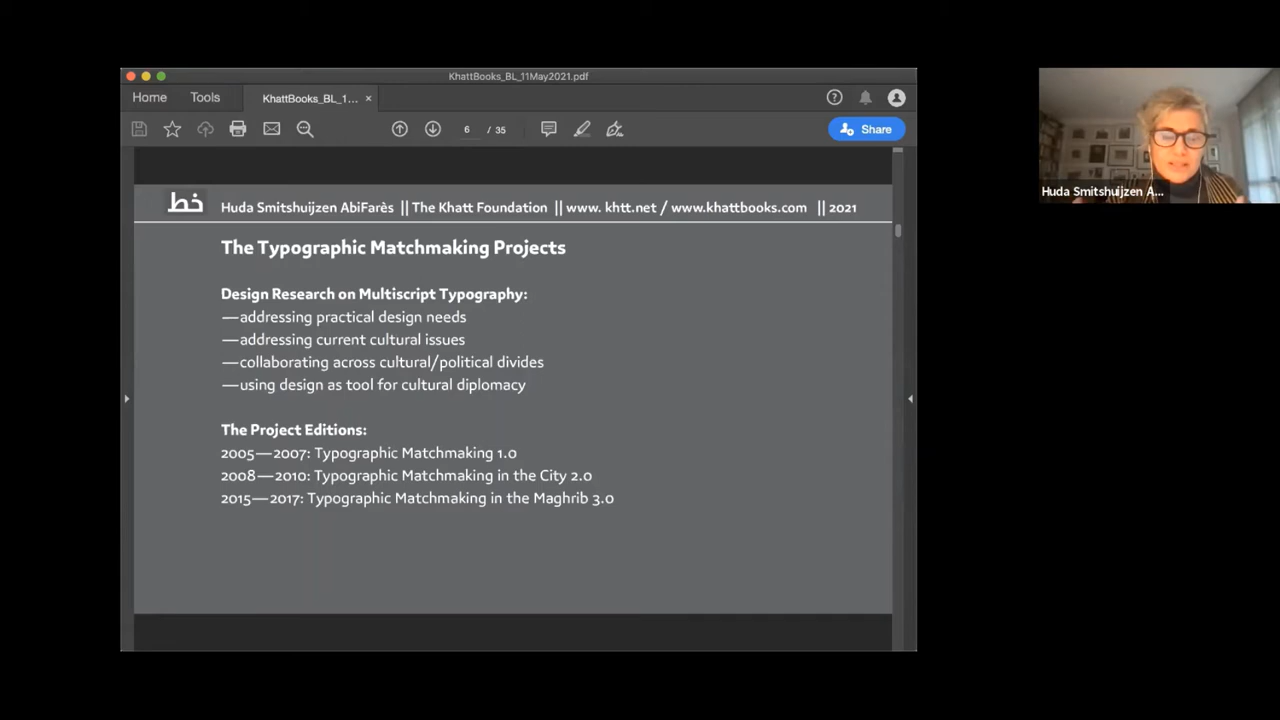 KhattBooks_BL_11May2021.pdf
Home Tools KhattBooks_BL_1... ×
6 / 35
Share
خط
Huda Smitshuijzen AbiFarès || The Khatt Foundation || www. khtt.net / www.khattbooks.com || 2021
The Typographic Matchmaking Projects
Design Research on Multiscript Typography:
—addressing practical design needs
—addressing current cultural issues
—collaborating across cultural/political divides
—using design as tool for cultural diplomacy
The Project Editions:
2005—2007: Typographic Matchmaking 1.0
2008—2010: Typographic Matchmaking in the City 2.0
2015—2017: Typographic Matchmaking in the Maghrib 3.0
Huda Smitshuijzen A...